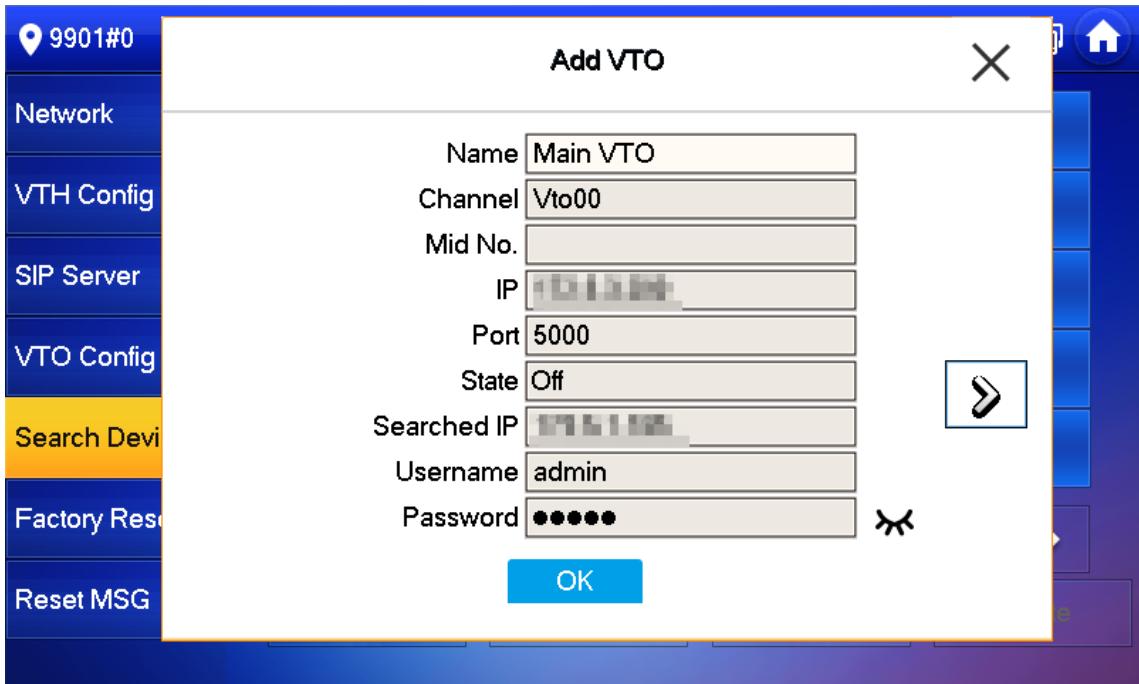 9901#0
Add VTO
Network
VTH Config
SIP Server
VTO Config
Search Devi
Factory Rese
Reset MSG
Name Main VTO
Channel Vto00
Mid No.
IP
Port 5000
State Off
Searched IP
Username admin
Password ●●●●●
OK